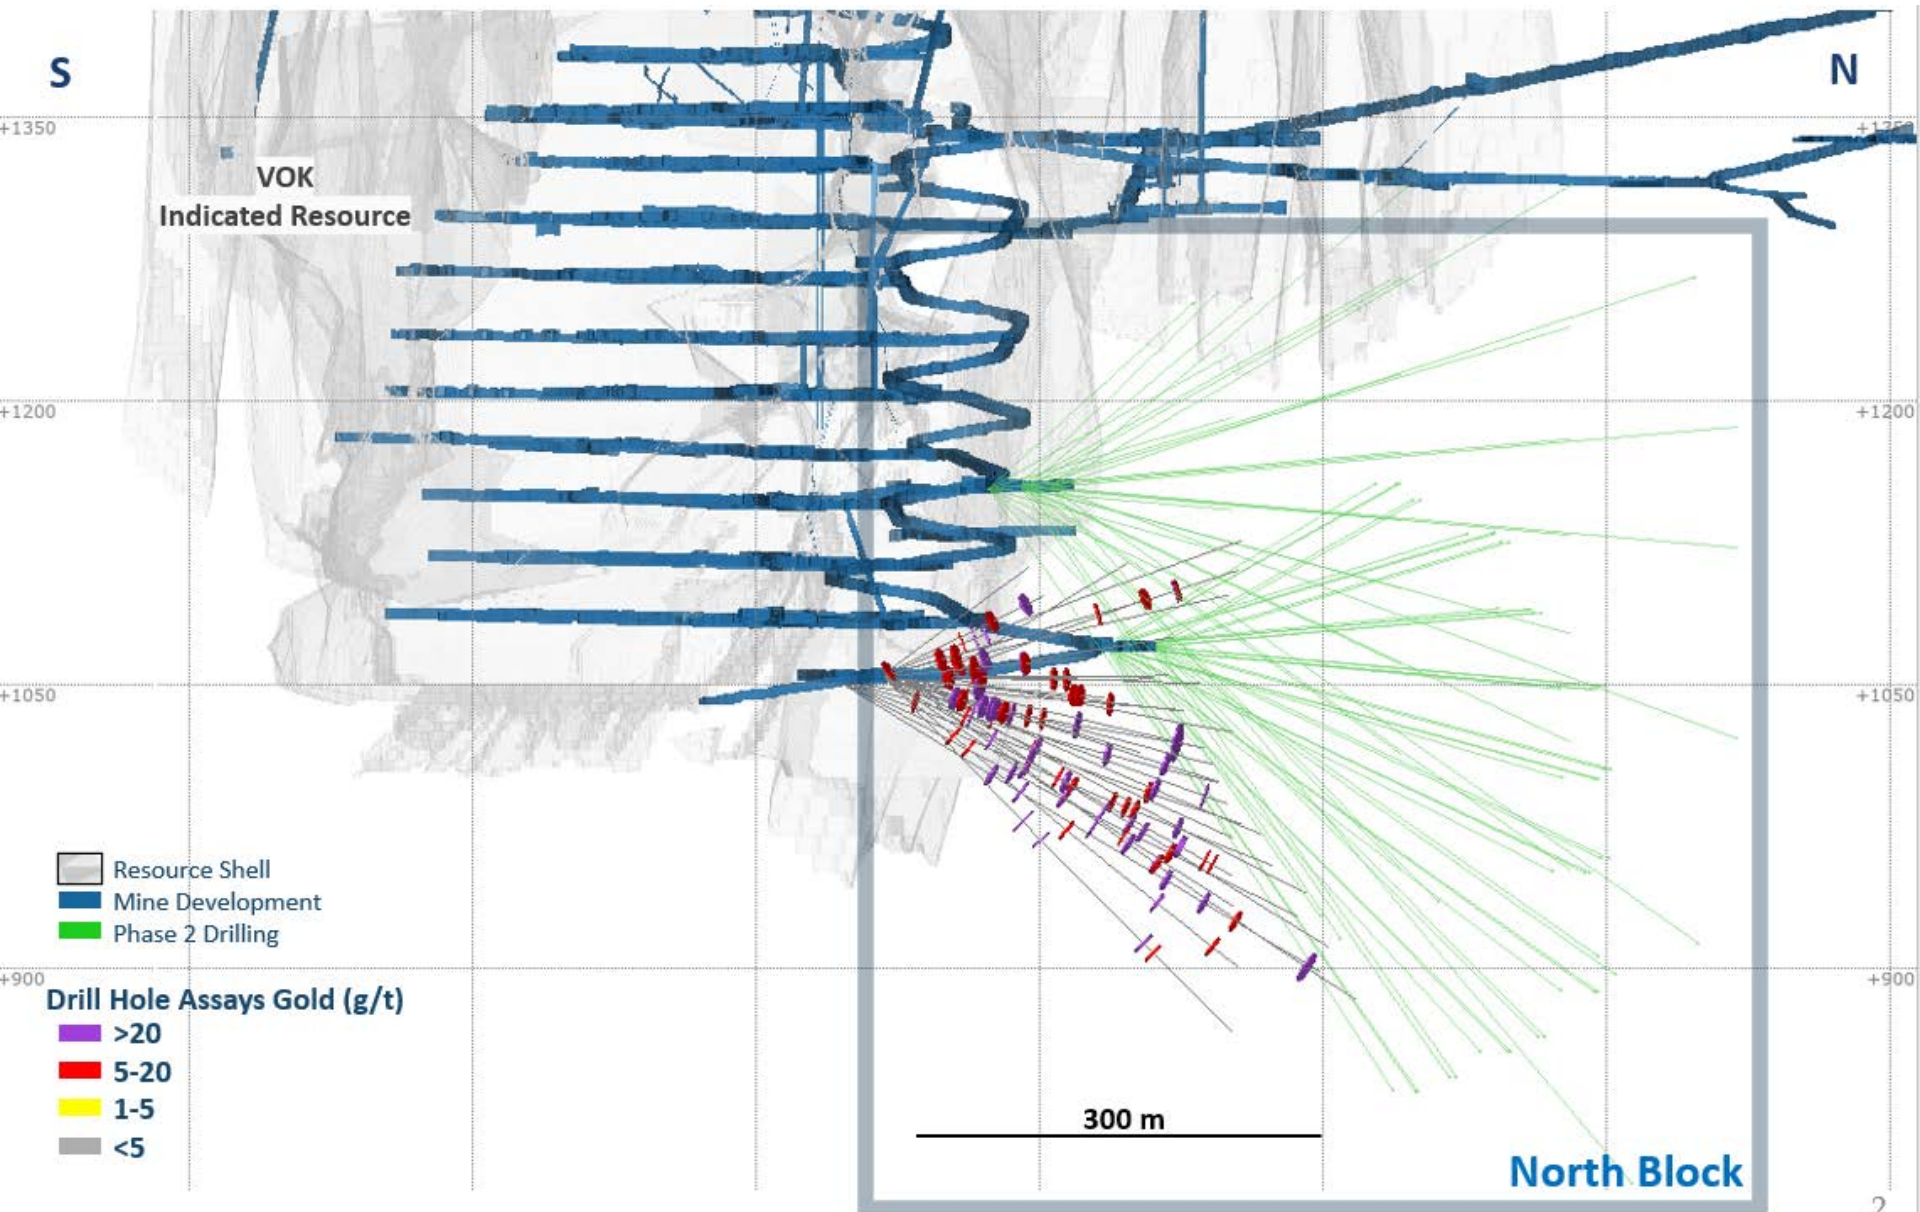 S
N
+1350
+1350
VOK
Indicated Resource
+1200
+1200
+1050
+1050
Resource Shell
Mine Development
Phase 2 Drilling
+900
+900
Drill Hole Assays Gold (g/t)
>20
5-20
1-5
<5
300 m
North Block
2